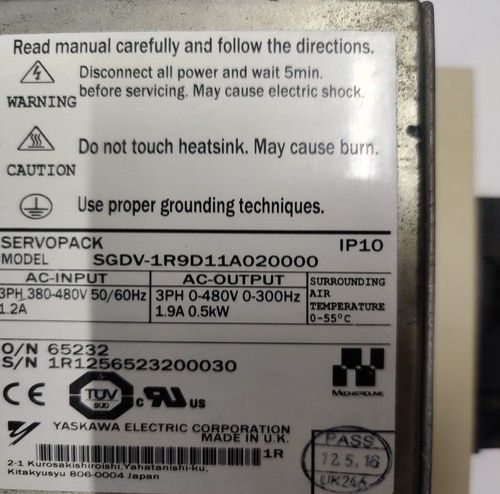 Read manual carefully and follow the directions.
WARNING
Disconnect all power and wait 5min.
before servicing. May cause electric shock.
CAUTION
Do not touch heatsink. May cause burn.
Use proper grounding techniques.
SERVOPACK IP10
MODEL SGDV-1R9D11A020000
AC-INPUT
3PH 380-480V 50/60Hz
1.2A
AC-OUTPUT
3PH 0-480V 0-300Hz
1.9A 0.5kW
SURROUNDING
AIR
TEMPERATURE
0-55°C
O/N 65232
S/N 1R1256523200030
MECHATROLINK
CE
TÜV
SUD
c us
YASKAWA ELECTRIC CORPORATION
MADE IN U.K.
1R
2-1 Kurosakishiroishi,Yahatanishi-ku,
Kitakyusyu 806-0004 Japan
PASS
12.5.16